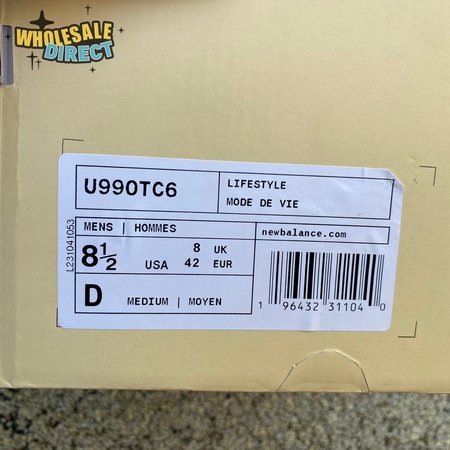 WHOLESALE
DIRECT
U990TC6
LIFESTYLE
MODE DE VIE
L231041053
MENS | HOMMES
8½ USA
8 UK
42 EUR
D MEDIUM | MOYEN
newbalance.com
1 96432 31104 0